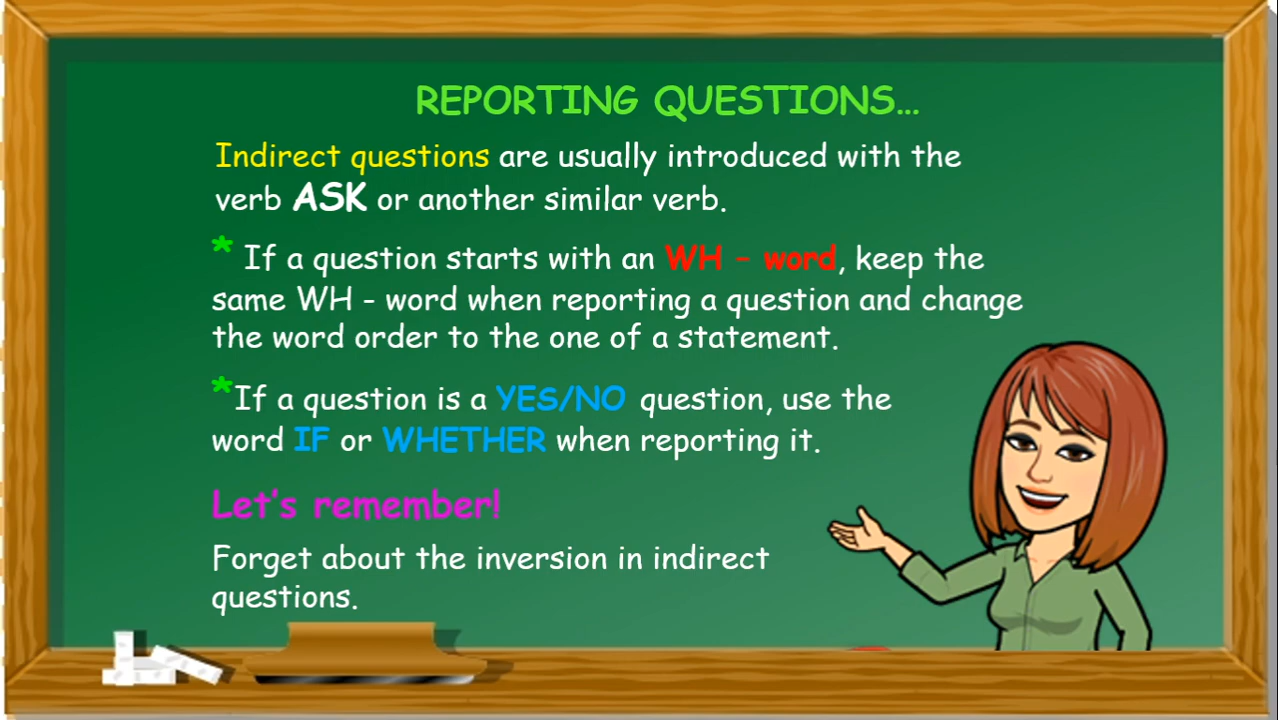 REPORTING QUESTIONS...
Indirect questions are usually introduced with the
verb ASK or another similar verb.
* If a question starts with an WH - word, keep the
same WH - word when reporting a question and change
the word order to the one of a statement.
*If a question is a YES/NO question, use the
word IF or WHETHER when reporting it.
Let's remember!
Forget about the inversion in indirect
questions.